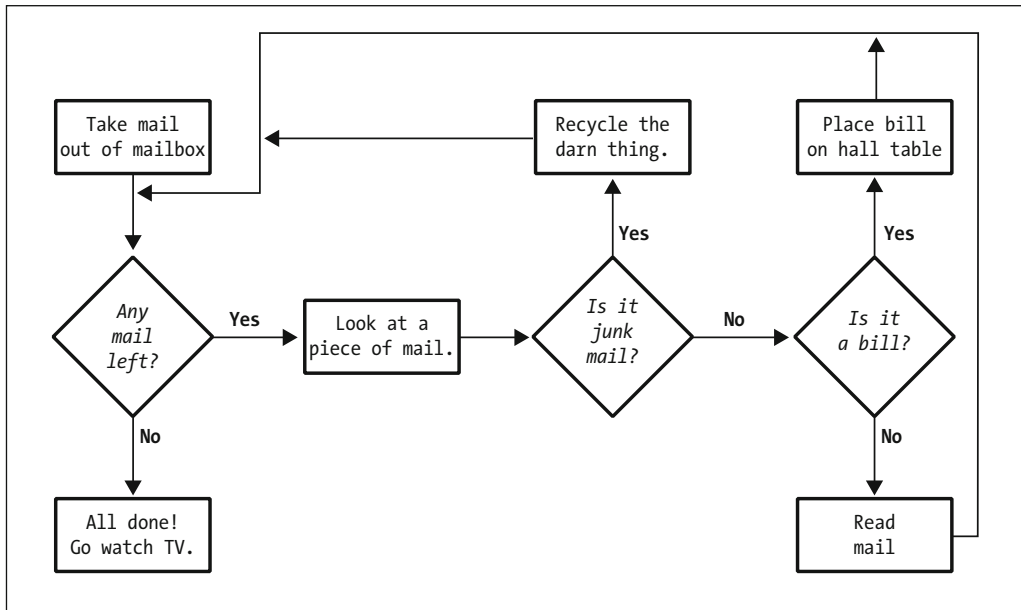 Take mail
out of mailbox
Recycle the
darn thing.
Place bill
on hall table
Yes
Yes
Any
mail
left?
Yes
Look at a
piece of mail.
Is it
junk
mail?
No
Is it
a bill?
No
No
All done!
Go watch TV.
Read
mail